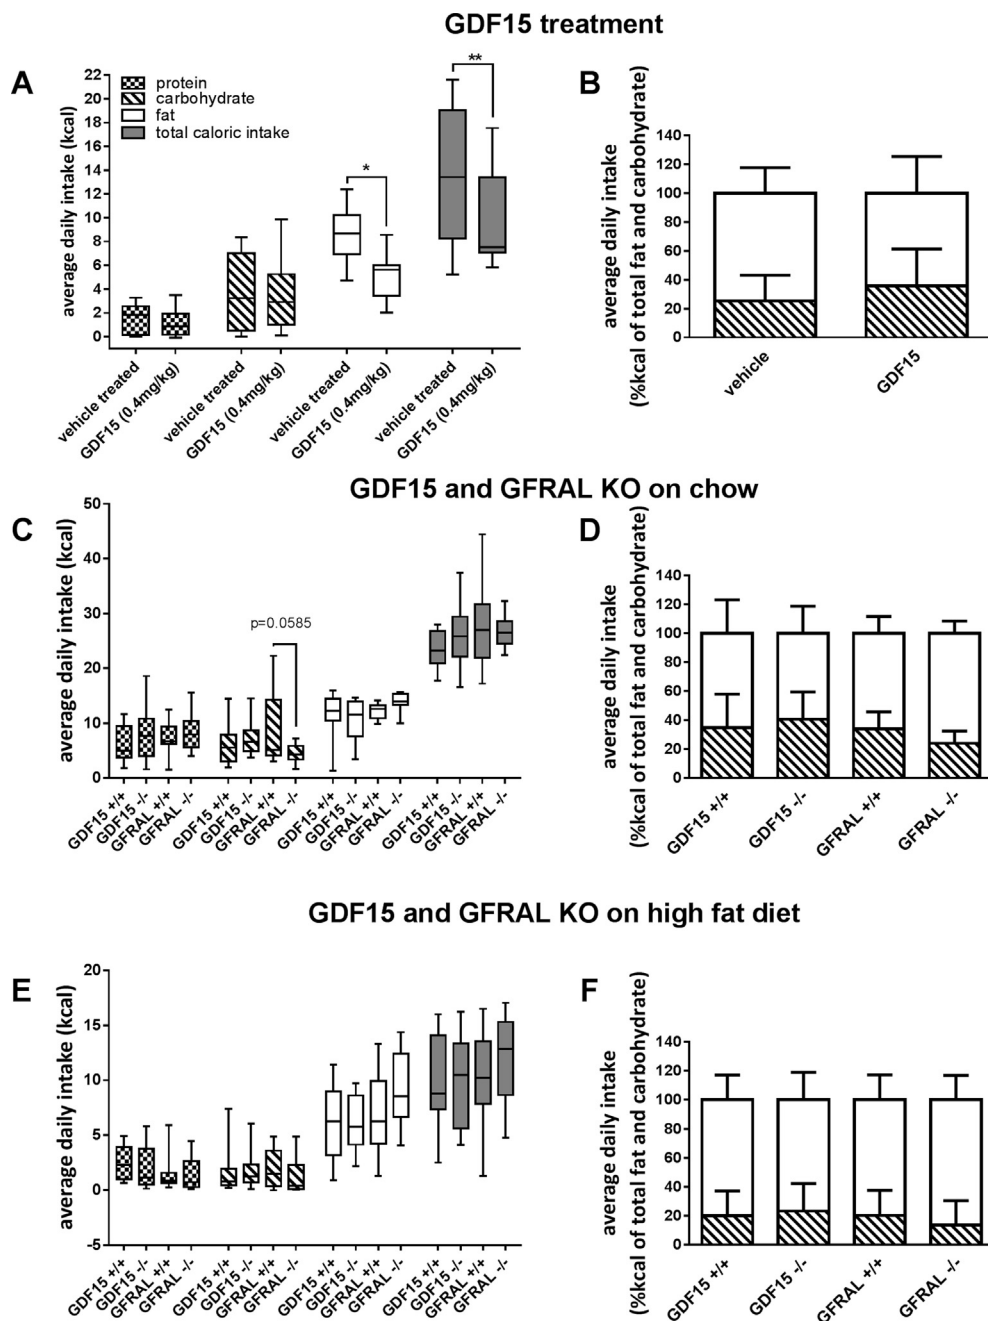 GDF15 treatment
A
average daily intake (kcal)
22
20
18
16
14
12
10
8
6
4
2
0
protein
carbohydrate
fat
total caloric intake
*
**
vehicle treated
GDF15 (0.4mg/kg)
vehicle treated
GDF15 (0.4mg/kg)
vehicle treated
GDF15 (0.4mg/kg)
vehicle treated
GDF15 (0.4mg/kg)
B
average daily intake
(%kcal of total fat and carbohydrate)
140
120
100
80
60
40
20
0
vehicle
GDF15
GDF15 and GFRAL KO on chow
C
average daily intake (kcal)
50
40
30
20
10
0
p=0.0585
GDF15 +/+
GDF15 -/-
GFRAL +/+
GFRAL -/-
GDF15 +/+
GDF15 -/-
GFRAL +/+
GFRAL -/-
GDF15 +/+
GDF15 -/-
GFRAL +/+
GFRAL -/-
GDF15 +/+
GDF15 -/-
GFRAL +/+
GFRAL -/-
D
average daily intake
(%kcal of total fat and carbohydrate)
140
120
100
80
60
40
20
0
GDF15 +/+
GDF15 -/-
GFRAL +/+
GFRAL -/-
GDF15 and GFRAL KO on high fat diet
E
average daily intake (kcal)
20
15
10
5
0
-5
GDF15 +/+
GDF15 -/-
GFRAL +/+
GFRAL -/-
GDF15 +/+
GDF15 -/-
GFRAL +/+
GFRAL -/-
GDF15 +/+
GDF15 -/-
GFRAL +/+
GFRAL -/-
GDF15 +/+
GDF15 -/-
GFRAL +/+
GFRAL -/-
F
average daily intake
(%kcal of total fat and carbohydrate)
140
120
100
80
60
40
20
0
GDF15 +/+
GDF15 -/-
GFRAL +/+
GFRAL -/-